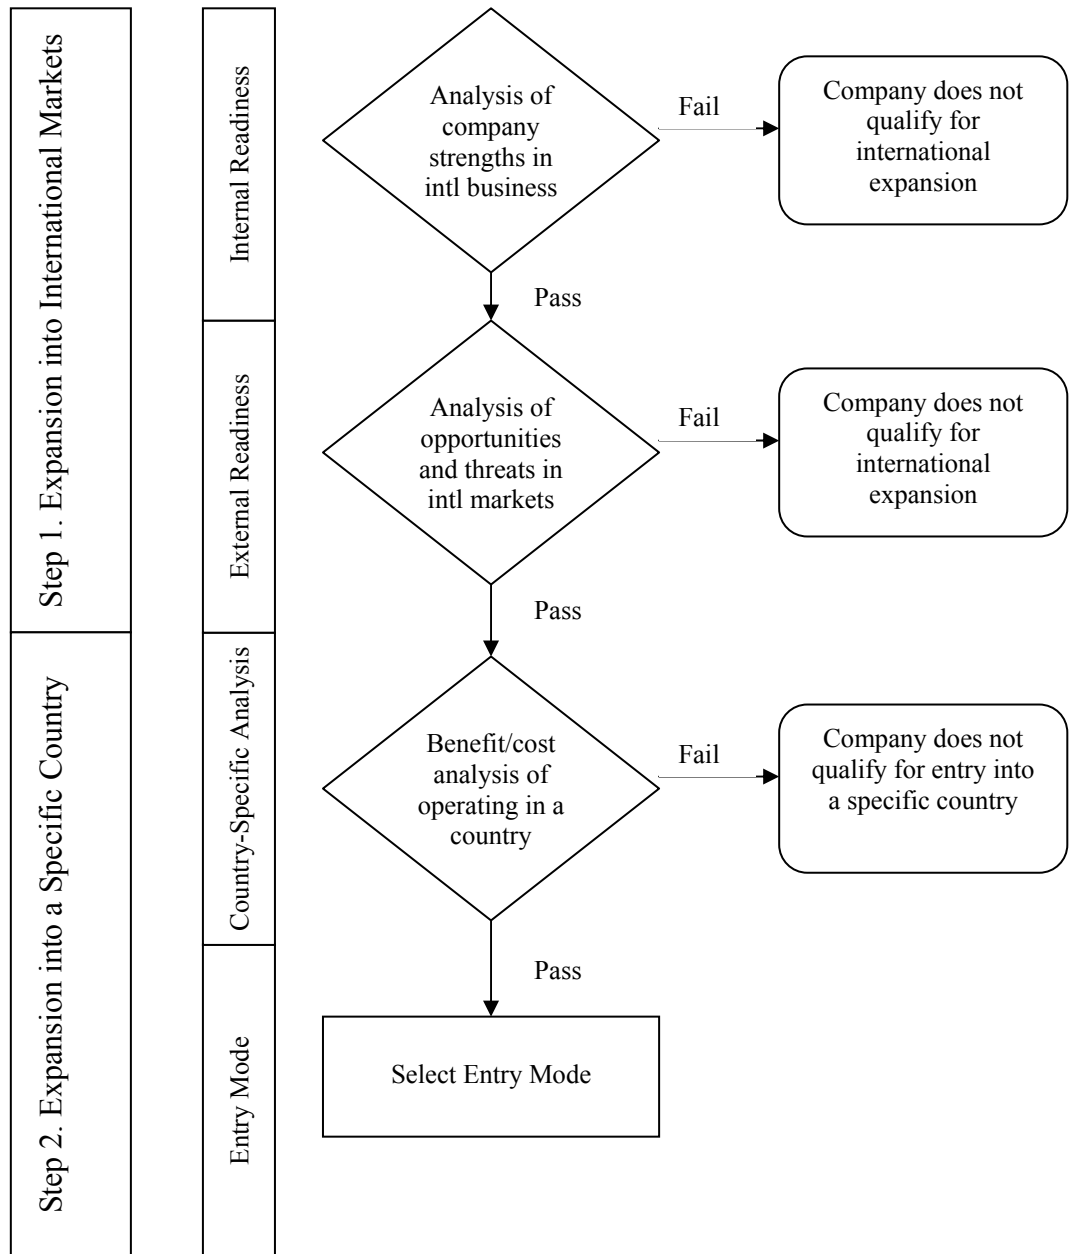 Step 1. Expansion into International Markets
Internal Readiness
Analysis of
company
strengths in
intl business
Fail
Company does not
qualify for
international
expansion
Pass
External Readiness
Analysis of
opportunities
and threats in
intl markets
Fail
Company does not
qualify for
international
expansion
Pass
Step 2. Expansion into a Specific Country
Country-Specific Analysis
Benefit/cost
analysis of
operating in a
country
Fail
Company does not
qualify for entry into
a specific country
Pass
Entry Mode
Select Entry Mode